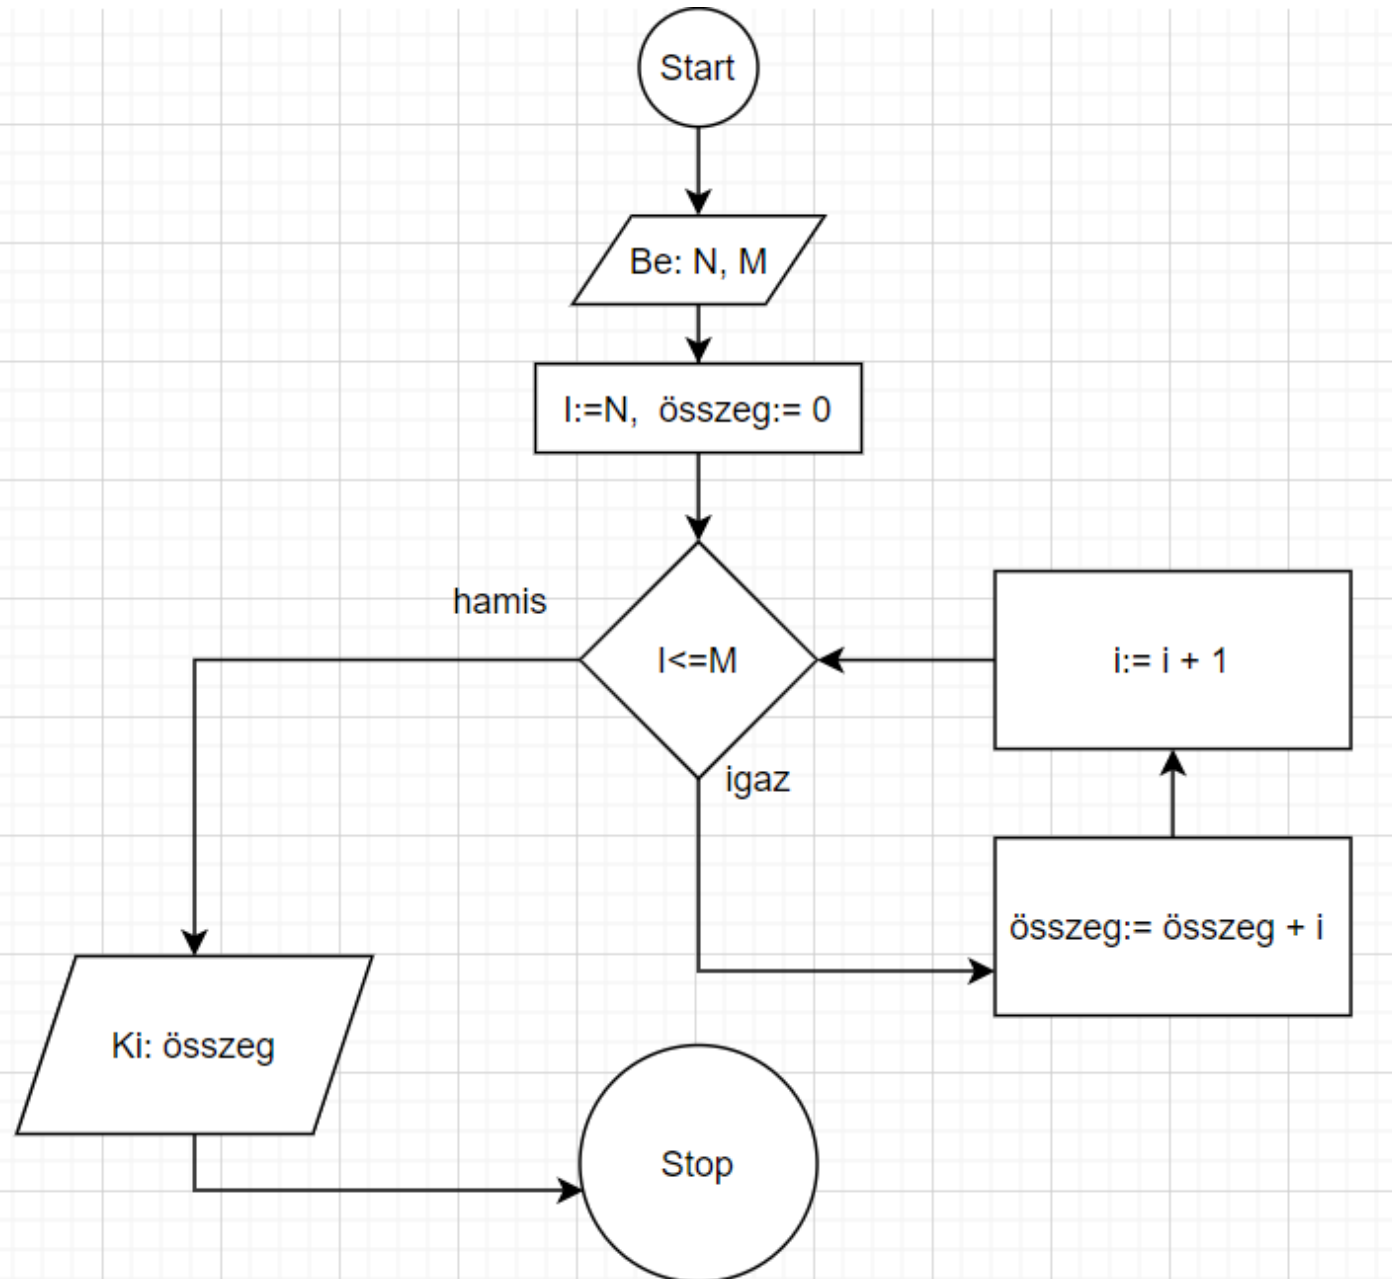 Start
Be: N, M
I:=N,  összeg:= 0
hamis
I<=M
i:= i + 1
igaz
összeg:= összeg + i
Ki: összeg
Stop